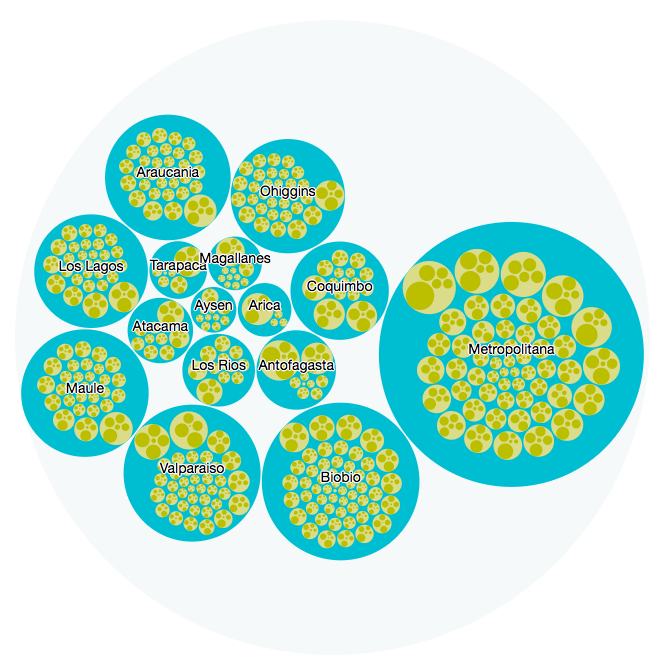 Araucania
Ohiggins
Los Lagos
Tarapaca
Magallanes
Coquimbo
Aysen
Arica
Atacama
Metropolitana
Los Rios
Antofagasta
Maule
Valparaiso
Biobio